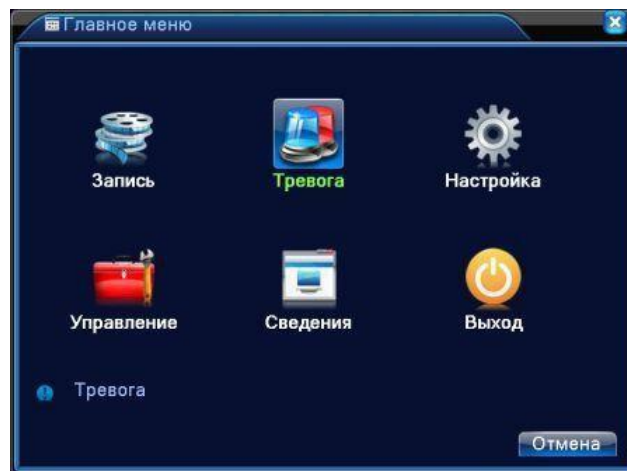 Главное меню
Запись Тревога Настройка
Управление Сведения Выход
Тревога
Отмена